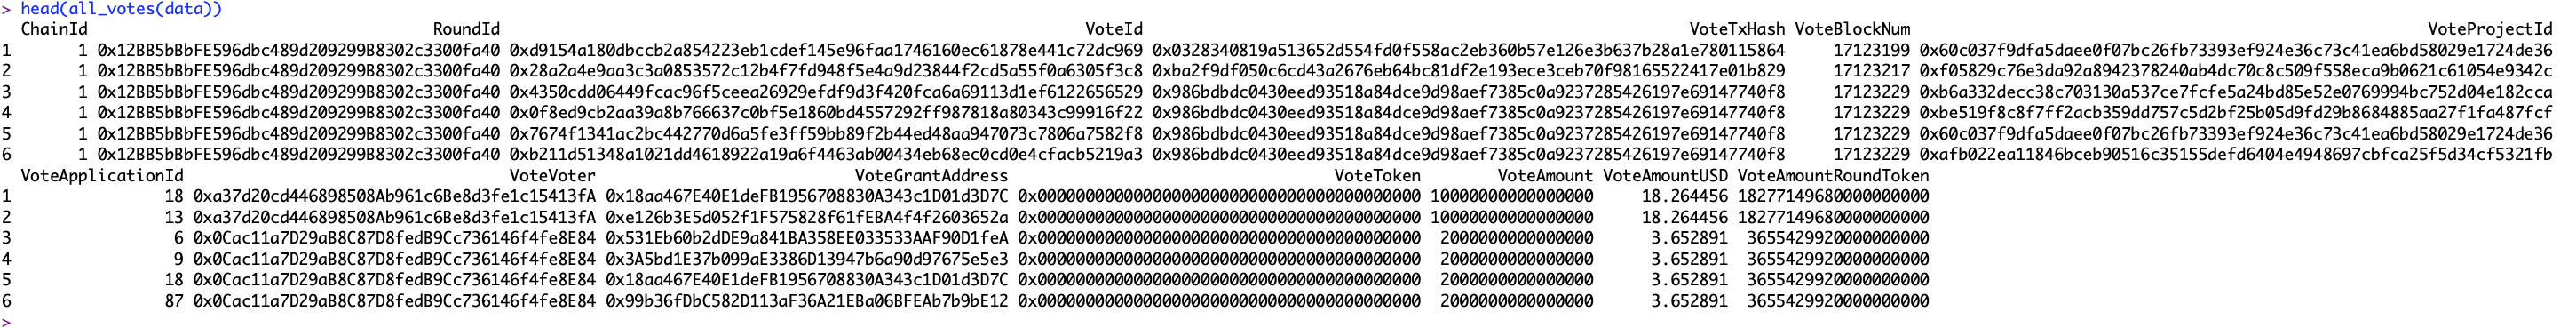 > head(all_votes(data))
ChainId RoundId VoteId VoteTxHash VoteBlockNum VoteProjectId
1 1 0x12BB5bBbFE596dbc489d209299B8302c3300fa40 0xd9154a180dbccb2a854223eb1cdef145e96faa1746160ec61878e441c72dc969 0x0328340819a513652d554fd0f558ac2eb360b57e126e3b637b28a1e780115864 17123199 0x60c037f9dfa5daee0f07bc26fb73393ef924e36c73c41ea6bd58029e1724de36
2 1 0x12BB5bBbFE596dbc489d209299B8302c3300fa40 0x28a2a4e9aa3c3a0853572c12b4f7fd948f5e4a9d23844f2cd5a55f0a6305f3c8 0xba2f9df050c6cd43a2676eb64bc81df2e193ece3ceb70f98165522417e01b829 17123217 0xf05829c76e3da92a8942378240ab4dc70c8c509f558eca9b0621c61054e9342c
3 1 0x12BB5bBbFE596dbc489d209299B8302c3300fa40 0x4350cdd06449fcac96f5ceea26929efdf9d3f420fca6a69113d1ef6122656529 0x986bdbdc0430eed93518a84dce9d98aef7385c0a9237285426197e69147740f8 17123229 0xb6a332decc38c703130a537ce7fcfe5a24bd85e52e0769994bc752d04e182cca
4 1 0x12BB5bBbFE596dbc489d209299B8302c3300fa40 0x0f8ed9cb2aa39a8b766637c0bf5e1860bd4557292ff987818a80343c99916f22 0x986bdbdc0430eed93518a84dce9d98aef7385c0a9237285426197e69147740f8 17123229 0xbe519f8c8f7ff2acb359dd757c5d2bf25b05d9fd29b8684885aa27f1fa487fcf
5 1 0x12BB5bBbFE596dbc489d209299B8302c3300fa40 0x7674f1341ac2bc442770d6a5fe3ff59bb89f2b44ed48aa947073c7806a7582f8 0x986bdbdc0430eed93518a84dce9d98aef7385c0a9237285426197e69147740f8 17123229 0x60c037f9dfa5daee0f07bc26fb73393ef924e36c73c41ea6bd58029e1724de36
6 1 0x12BB5bBbFE596dbc489d209299B8302c3300fa40 0xb211d51348a1021dd4618922a19a6f4463ab00434eb68ec0cd0e4cfacb5219a3 0x986bdbdc0430eed93518a84dce9d98aef7385c0a9237285426197e69147740f8 17123229 0xafb022ea11846bceb90516c35155defd6404e4948697cbfca25f5d34cf5321fb
VoteApplicationId VoteVoter VoteGrantAddress VoteToken VoteAmount VoteAmountUSD VoteAmountRoundToken
1 18 0xa37d20cd446898508Ab961c6Be8d3fe1c15413fA 0x18aa467E40E1deFB1956708830A343c1D01d3D7C 0x0000000000000000000000000000000000000000 10000000000000000 18.264456 18277149680000000000
2 13 0xa37d20cd446898508Ab961c6Be8d3fe1c15413fA 0xe126b3E5d052f1F575828f61fEBA4f4f2603652a 0x0000000000000000000000000000000000000000 10000000000000000 18.264456 18277149680000000000
3 6 0x0Cac11a7D29aB8C87D8fedB9Cc736146f4fe8E84 0x531Eb60b2dDE9a841BA358EE033533AAF90D1feA 0x0000000000000000000000000000000000000000 2000000000000000 3.652891 3655429920000000000
4 9 0x0Cac11a7D29aB8C87D8fedB9Cc736146f4fe8E84 0x3A5bd1E37b099aE3386D13947b6a90d97675e5e3 0x0000000000000000000000000000000000000000 2000000000000000 3.652891 3655429920000000000
5 18 0x0Cac11a7D29aB8C87D8fedB9Cc736146f4fe8E84 0x18aa467E40E1deFB1956708830A343c1D01d3D7C 0x0000000000000000000000000000000000000000 2000000000000000 3.652891 3655429920000000000
6 87 0x0Cac11a7D29aB8C87D8fedB9Cc736146f4fe8E84 0x99b36fDbC582D113aF36A21EBa06BFEAb7b9bE12 0x0000000000000000000000000000000000000000 2000000000000000 3.652891 3655429920000000000
>